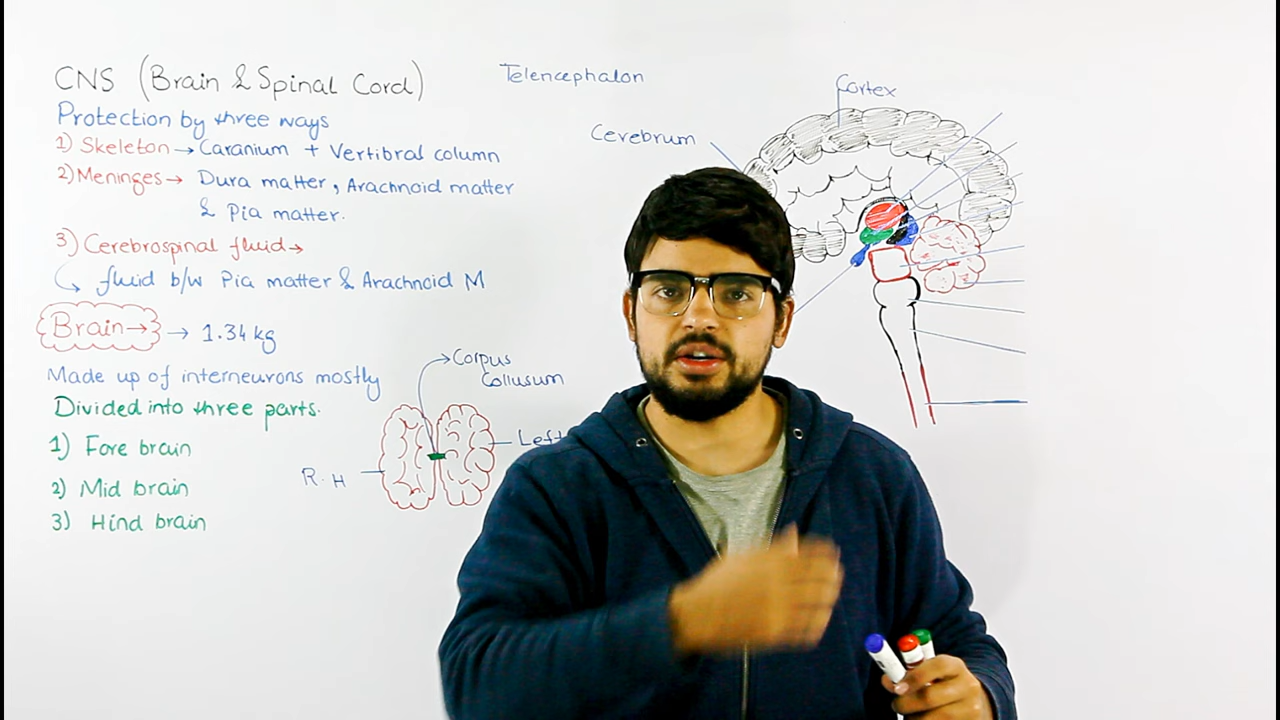 CNS (Brain & Spinal Cord)
Protection by three ways
1) Skeleton → Caranium + Vertibral column
2) Meninges → Dura matter, Arachnoid matter
& Pia matter.
3) Cerebrospinal fluid →
fluid b/w Pia matter & Arachnoid M
Brain → → 1.34 kg
Made up of interneurons mostly
Divided into three parts.
1) Fore brain
2) Mid brain
3) Hind brain
Corpus
Collusum
Left
R.H
Telencephalon
Cortex
Cerebrum